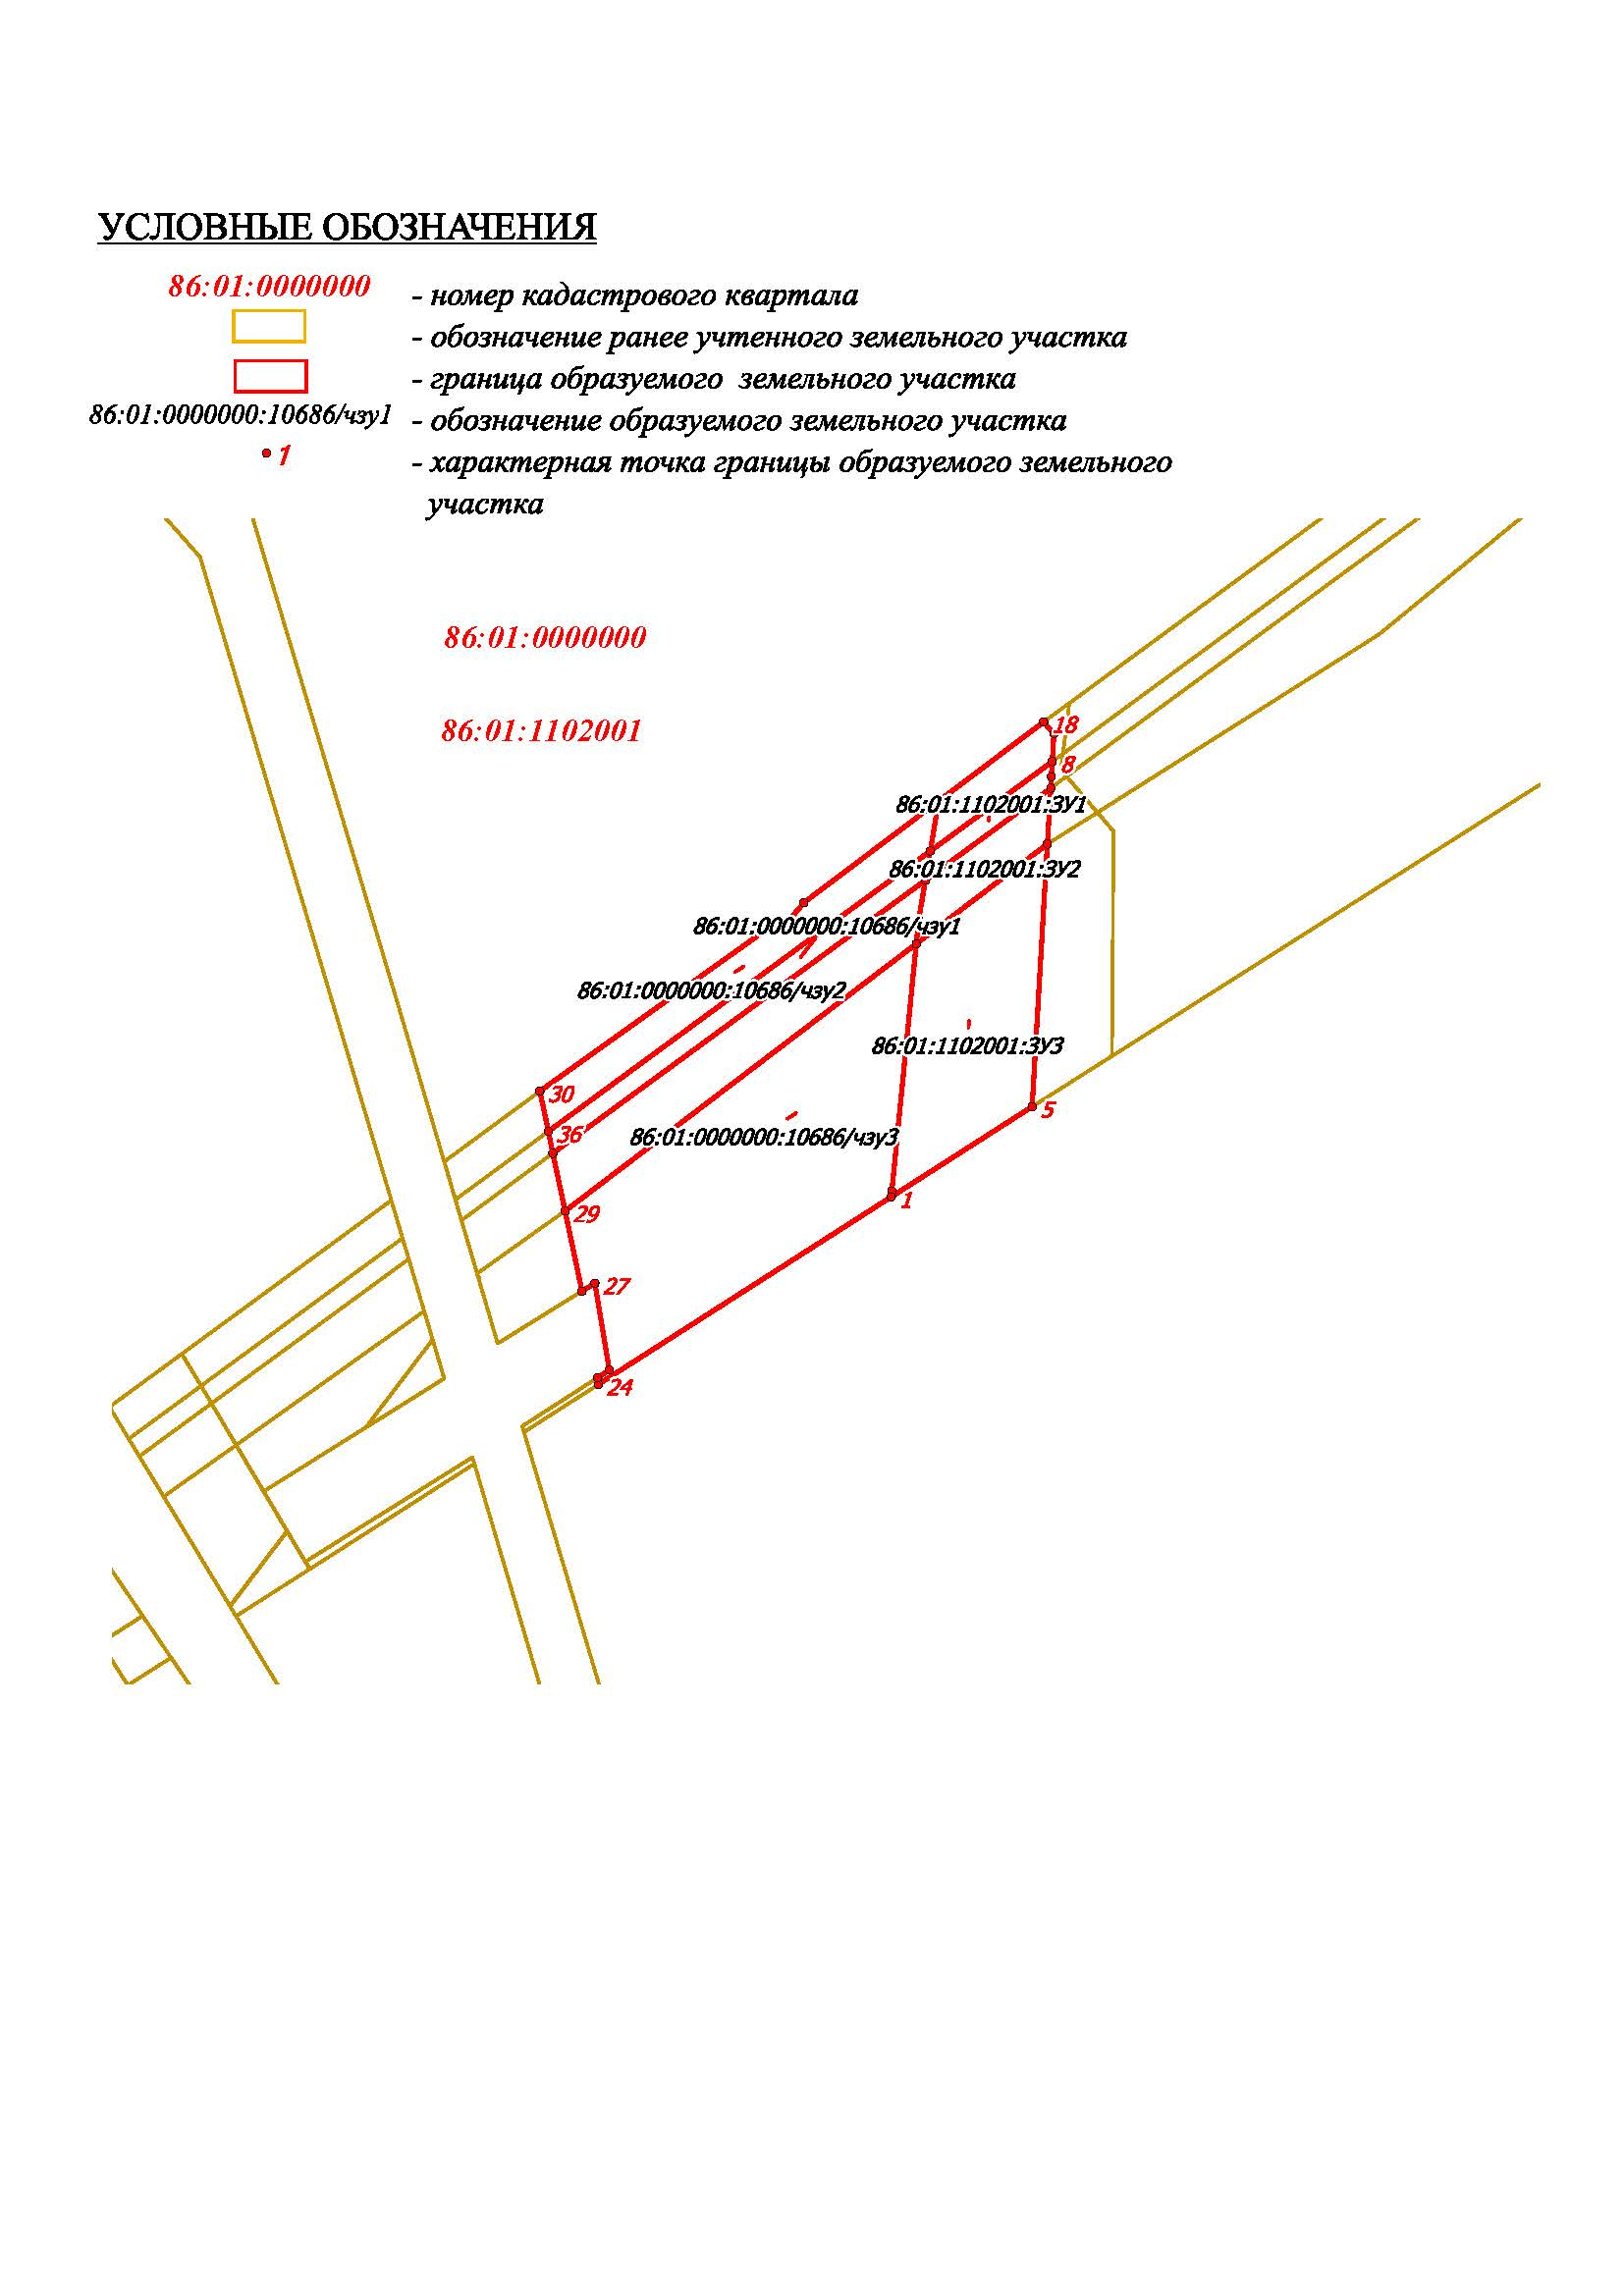 УСЛОВНЫЕ ОБОЗНАЧЕНИЯ
86:01:0000000
- номер кадастрового квартала
- обозначение ранее учтенного земельного участка
- граница образуемого земельного участка
86:01:0000000:10686/чзу1
- обозначение образуемого земельного участка
1
- характерная точка границы образуемого земельного
участка
86:01:0000000
86:01:1102001
18
8
86:01:1102001:ЗУ1
86:01:1102001:ЗУ2
86:01:0000000:10686/чзу1
86:01:0000000:10686/чзу2
86:01:1102001:ЗУ3
30
5
36
86:01:0000000:10686/чзу3
1
29
27
24